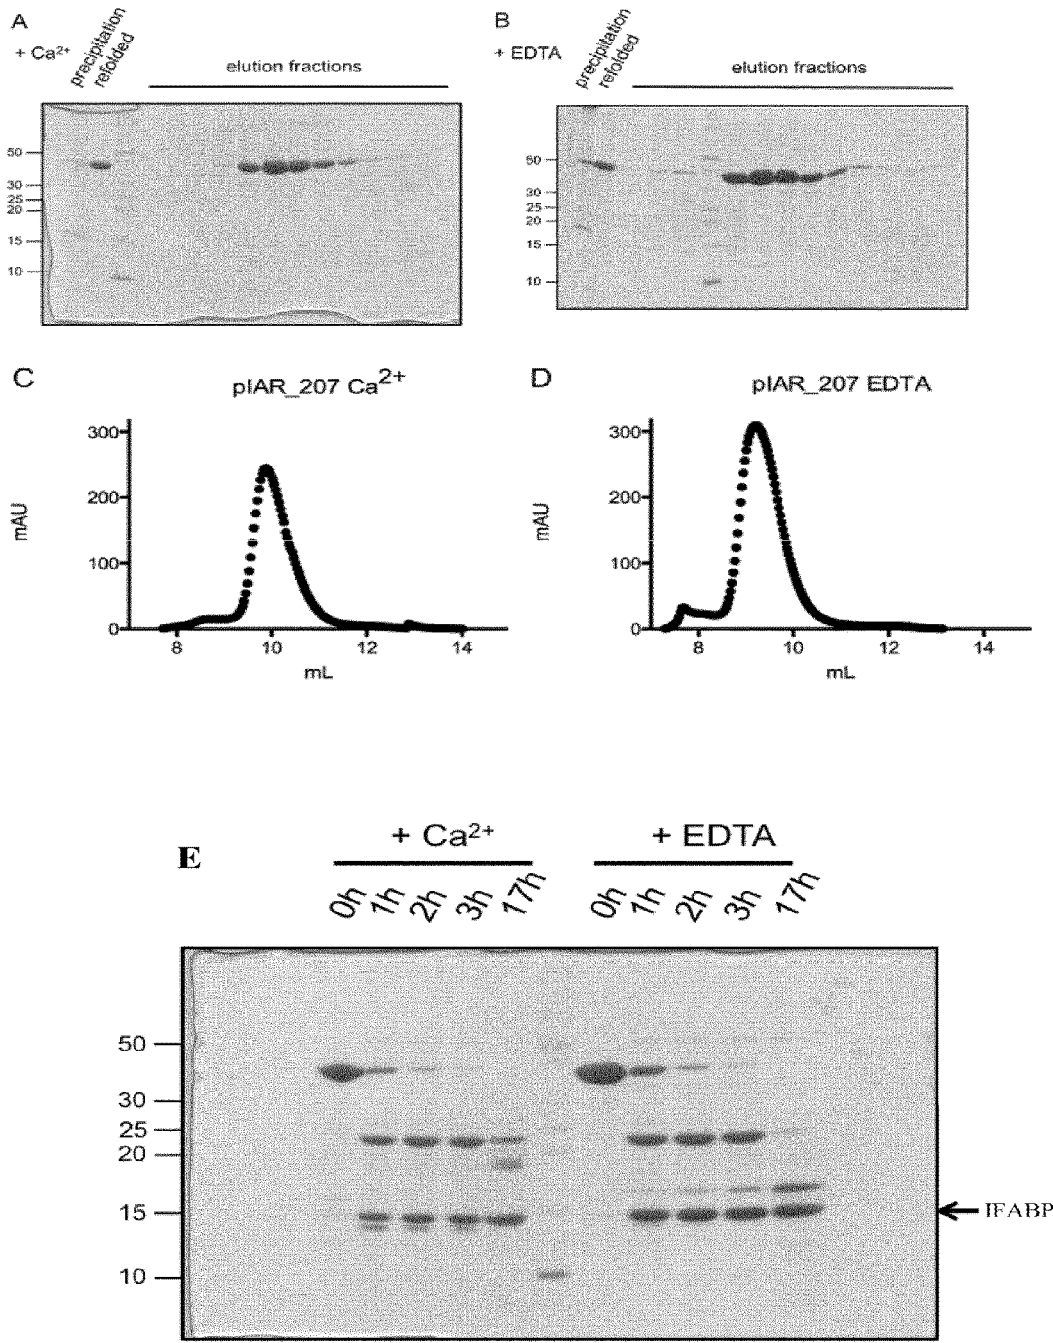 A
+ Ca2+
precipitation
refolded
elution fractions
50
30
25
20
15
10
B
+ EDTA
precipitation
refolded
elution fractions
50
30
25
20
15
10
C
pIAR_207 Ca2+
300
200
100
0
mAU
8 10 12 14
mL
D
pIAR_207 EDTA
300
200
100
0
mAU
8 10 12 14
mL
E
+ Ca2+
+ EDTA
0h 1h 2h 3h 17h
0h 1h 2h 3h 17h
50
30
25
20
15
10
IFABP